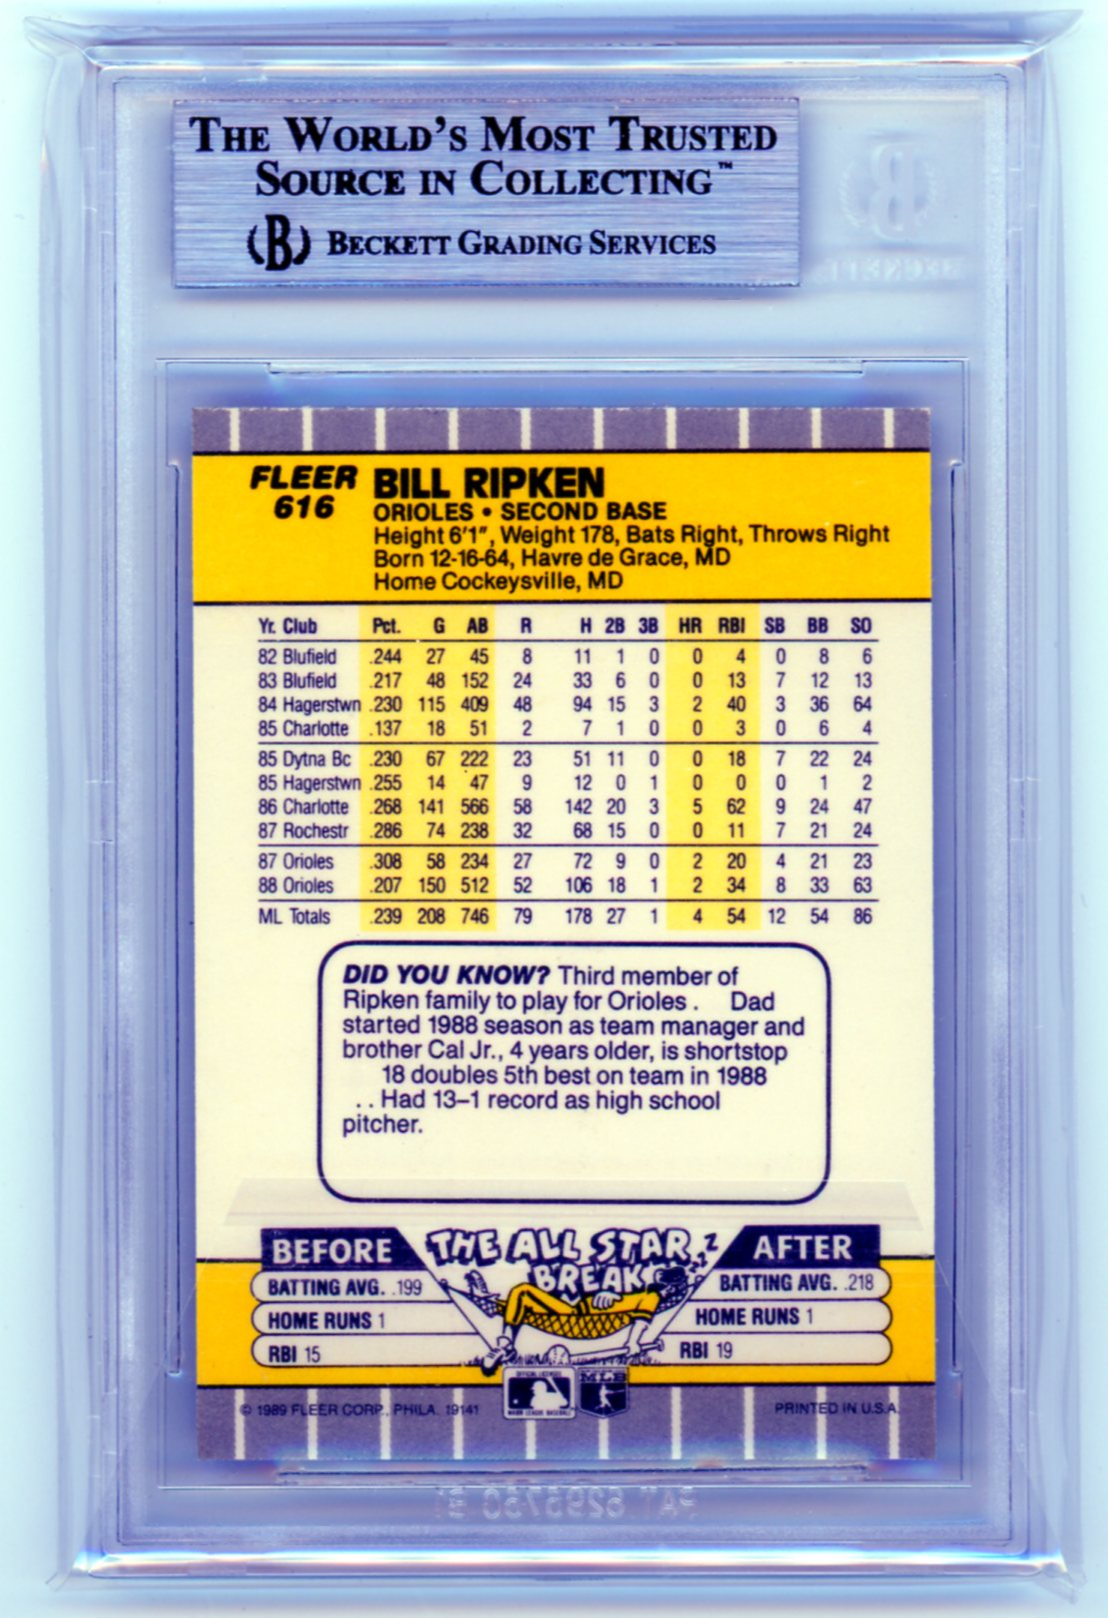 THE WORLD'S MOST TRUSTED
SOURCE IN COLLECTING™
(B) BECKETT GRADING SERVICES
FLEER
616
BILL RIPKEN
ORIOLES • SECOND BASE
Height 6'1", Weight 178, Bats Right, Throws Right
Born 12-16-64, Havre de Grace, MD
Home Cockeysville, MD
Yr. Club Pct. G AB R H 2B 3B HR RBI SB BB SO
82 Blufield .244 27 45 8 11 1 0 0 4 0 8 6
83 Blufield .217 48 152 24 33 6 0 0 13 7 12 13
84 Hagerstwn .230 115 409 48 94 15 3 2 40 3 36 64
85 Charlotte .137 18 51 2 7 1 0 0 3 0 6 4
85 Dytna Bc .230 67 222 23 51 11 0 0 18 7 22 24
85 Hagerstwn .255 14 47 9 12 0 1 0 0 0 1 2
86 Charlotte .268 141 566 58 142 20 3 5 62 9 24 47
87 Rochestr .286 74 238 32 68 15 0 0 11 7 21 24
87 Orioles .308 58 234 27 72 9 0 2 20 4 21 23
88 Orioles .207 150 512 52 106 18 1 2 34 8 33 63
ML Totals .239 208 746 79 178 27 1 4 54 12 54 86
DID YOU KNOW? Third member of
Ripken family to play for Orioles . Dad
started 1988 season as team manager and
brother Cal Jr., 4 years older, is shortstop
18 doubles 5th best on team in 1988
. . Had 13–1 record as high school
pitcher.
BEFORE
BATTING AVG. .199
HOME RUNS 1
RBI 15
THE ALL STAR
BREAK
Z
AFTER
BATTING AVG. .218
HOME RUNS 1
RBI 19
MLB
© 1989 FLEER CORP., PHILA. 19141
PRINTED IN U.S.A.
PAT 6295750 31